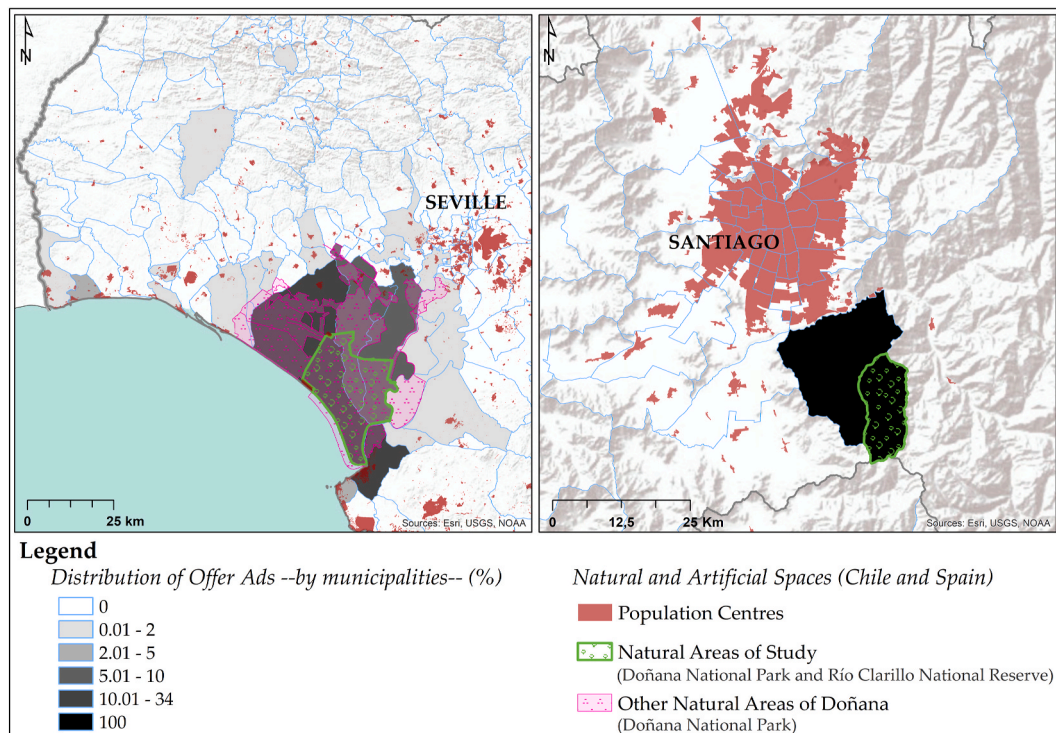 N
SEVILLE
0 25 km
Sources: Esri, USGS, NOAA
N
SANTIAGO
0 12,5 25 Km
Sources: Esri, USGS, NOAA
Legend
Distribution of Offer Ads --by municipalities-- (%)
0
0.01 - 2
2.01 - 5
5.01 - 10
10.01 - 34
100
Natural and Artificial Spaces (Chile and Spain)
Population Centres
Natural Areas of Study
(Doñana National Park and Río Clarillo National Reserve)
Other Natural Areas of Doñana
(Doñana National Park)